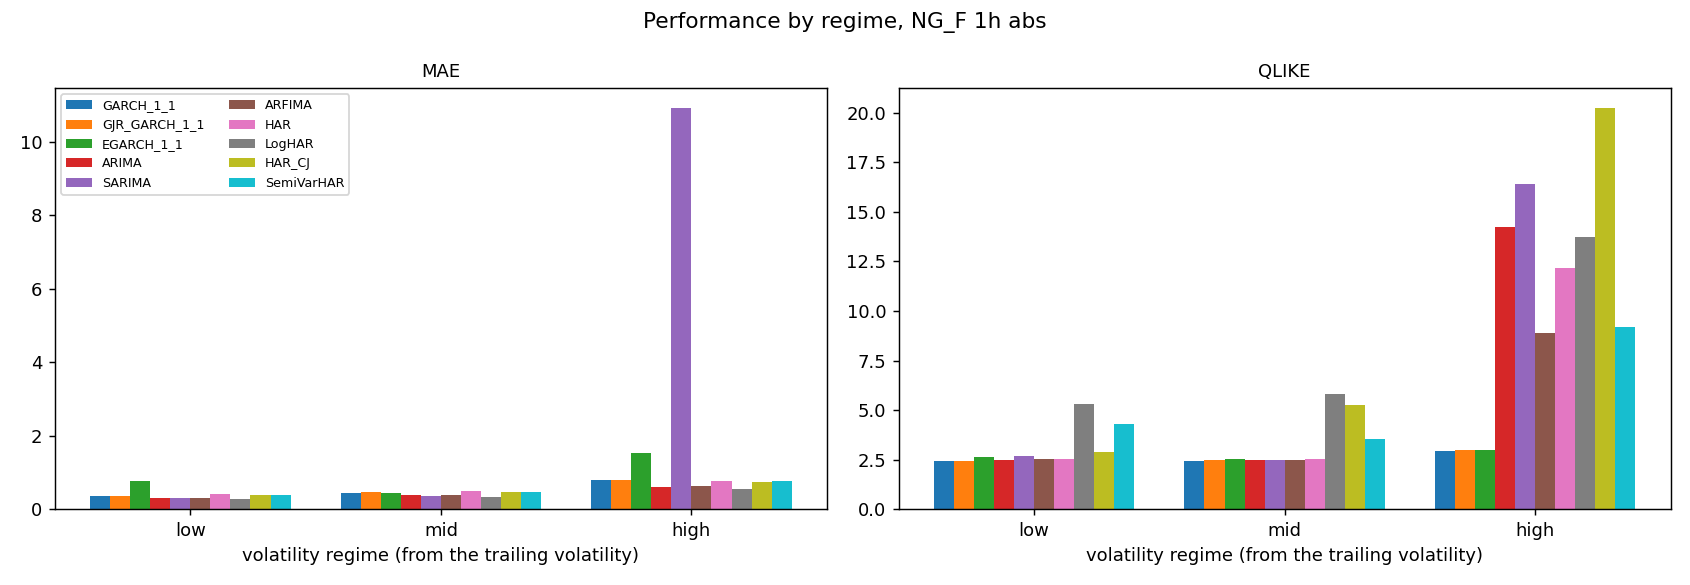 Performance by regime, NG_F 1h abs
MAE
GARCH_1_1
GJR_GARCH_1_1
EGARCH_1_1
ARIMA
SARIMA
ARFIMA
HAR
LogHAR
HAR_CJ
SemiVarHAR
10
8
6
4
2
0
low mid high
volatility regime (from the trailing volatility)
QLIKE
20.0
17.5
15.0
12.5
10.0
7.5
5.0
2.5
0.0
low mid high
volatility regime (from the trailing volatility)